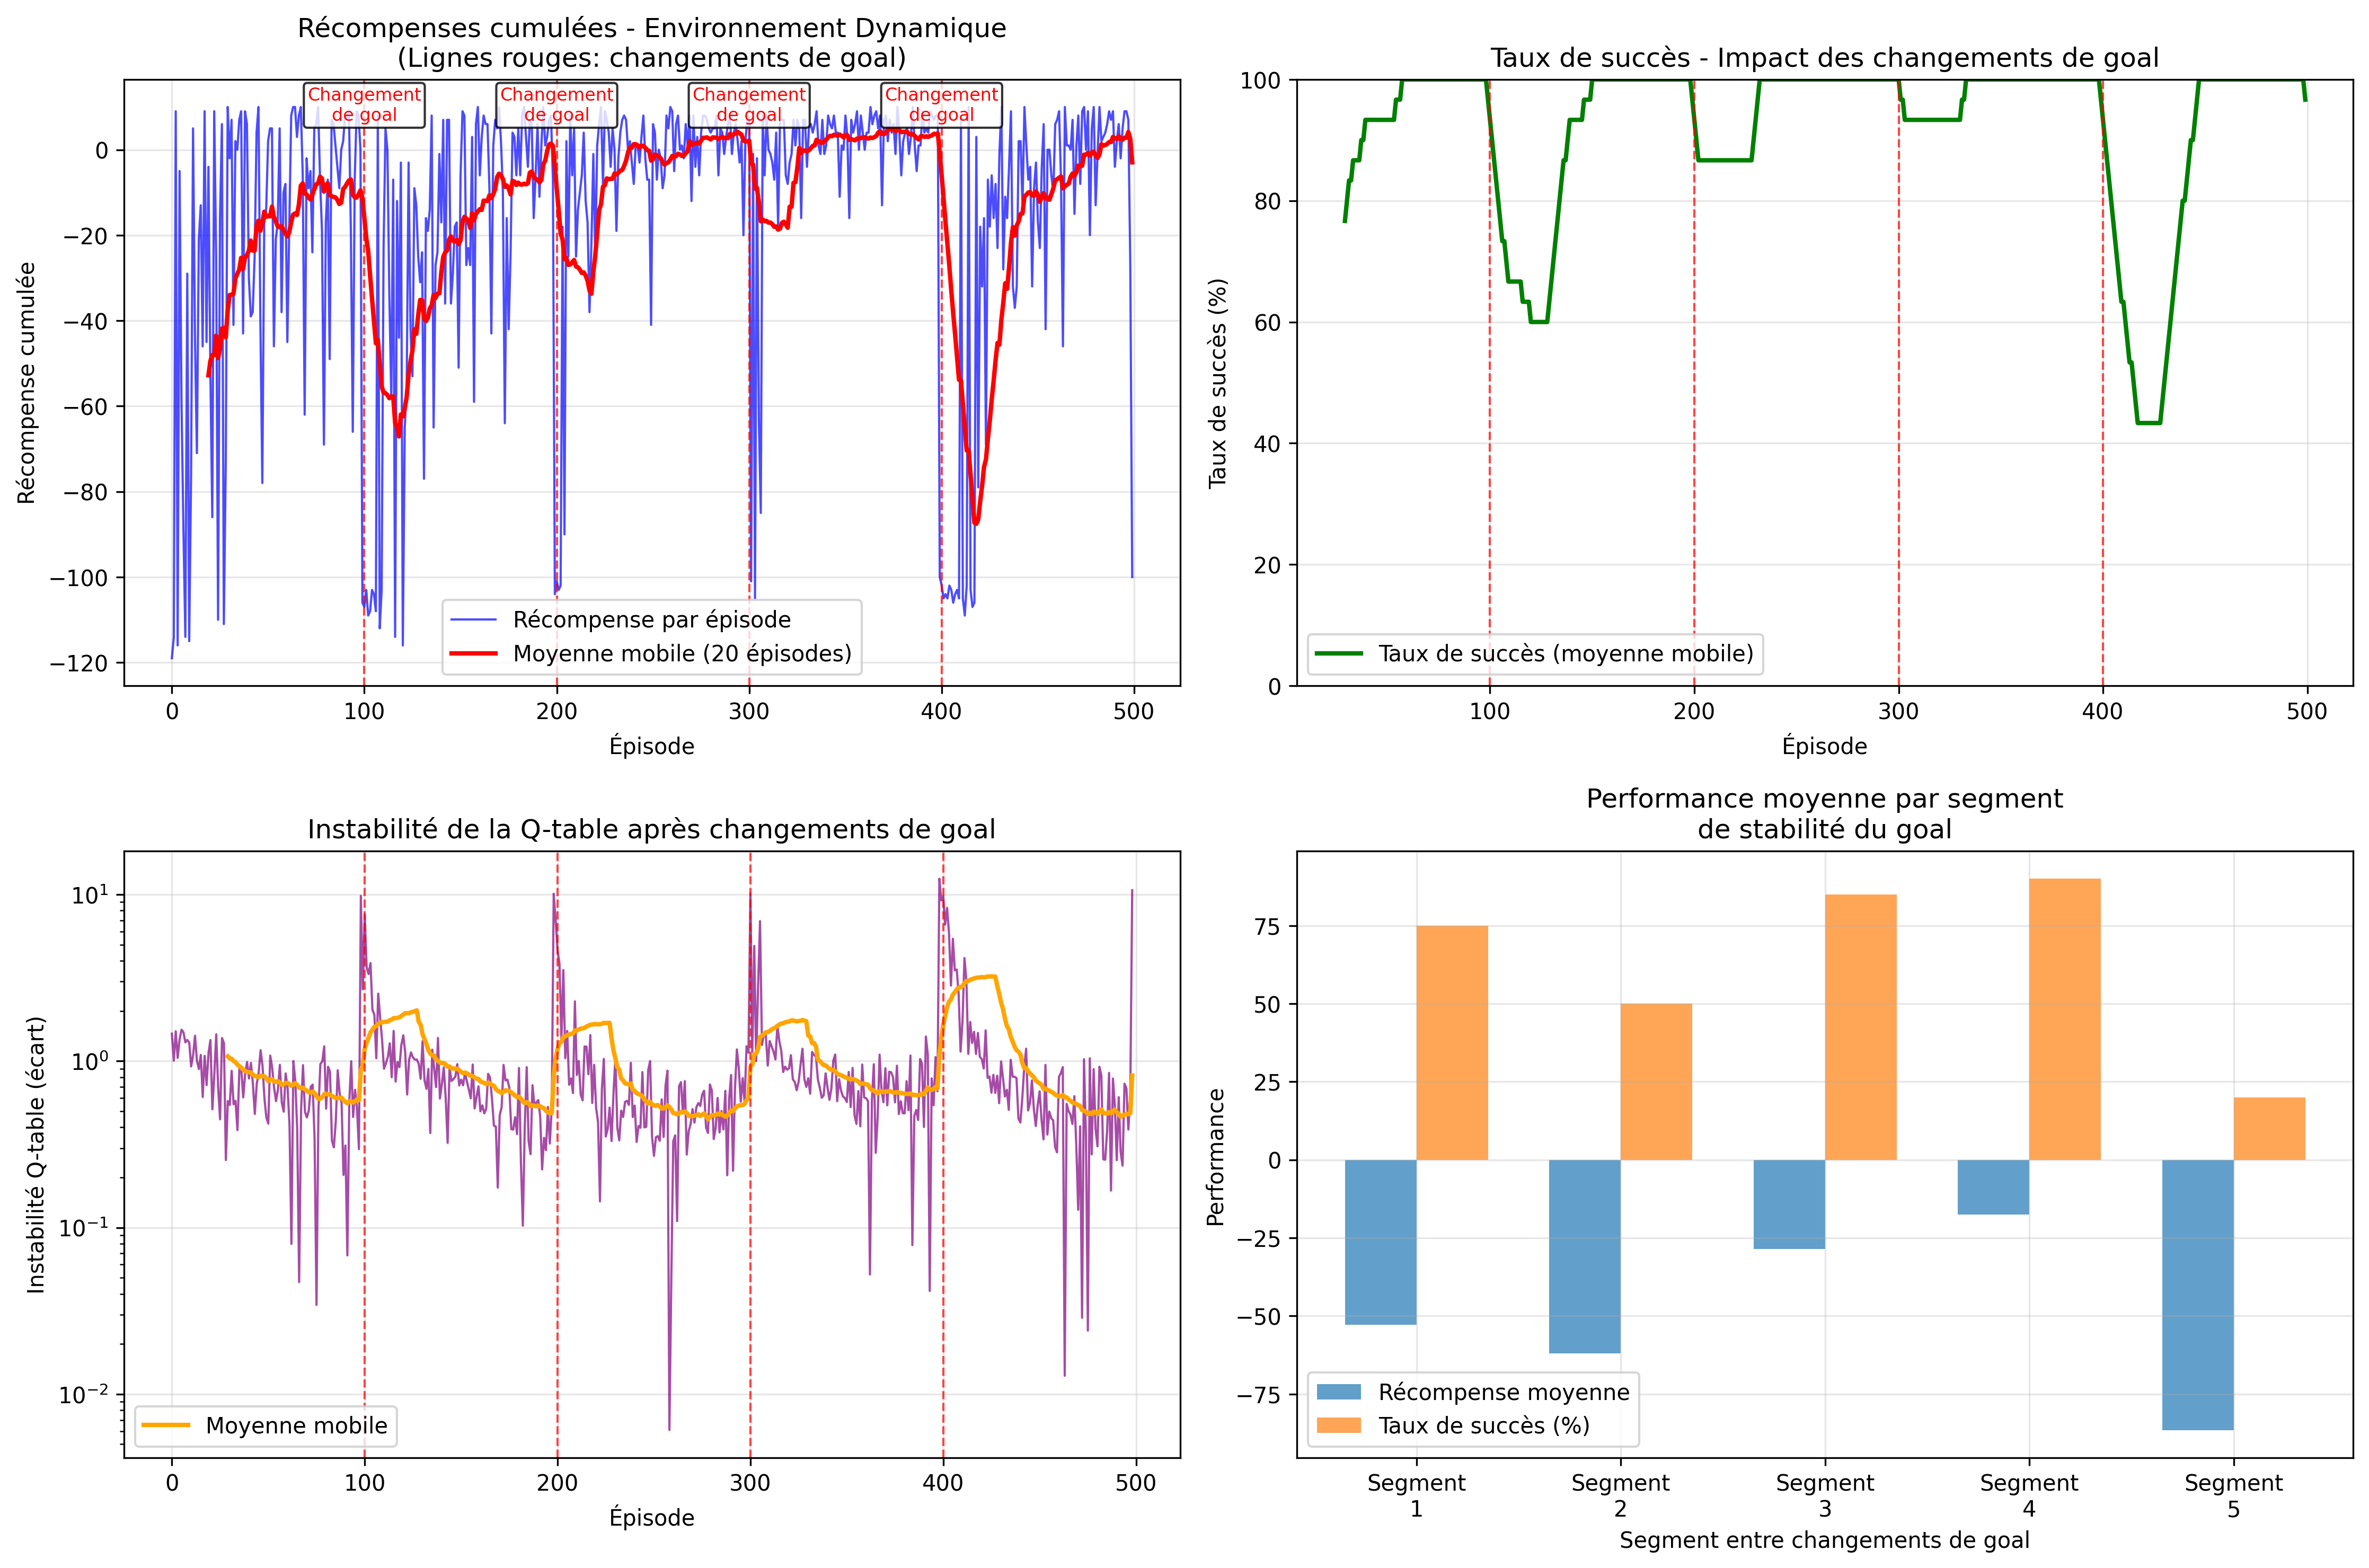 Récompenses cumulées - Environnement Dynamique
(Lignes rouges: changements de goal)
Changement
de goal
Changement
de goal
Changement
de goal
Changement
de goal
Récompense cumulée
0
−20
−40
−60
−80
−100
−120
Récompense par épisode
Moyenne mobile (20 épisodes)
0
100
200
300
400
500
Épisode
Taux de succès - Impact des changements de goal
Taux de succès (%)
100
80
60
40
20
0
Taux de succès (moyenne mobile)
100
200
300
400
500
Épisode
Instabilité de la Q-table après changements de goal
Instabilité Q-table (écart)
10¹
10⁰
10⁻¹
10⁻²
Moyenne mobile
0
100
200
300
400
500
Épisode
Performance moyenne par segment
de stabilité du goal
Performance
75
50
25
0
−25
−50
−75
Récompense moyenne
Taux de succès (%)
Segment
1
Segment
2
Segment
3
Segment
4
Segment
5
Segment entre changements de goal